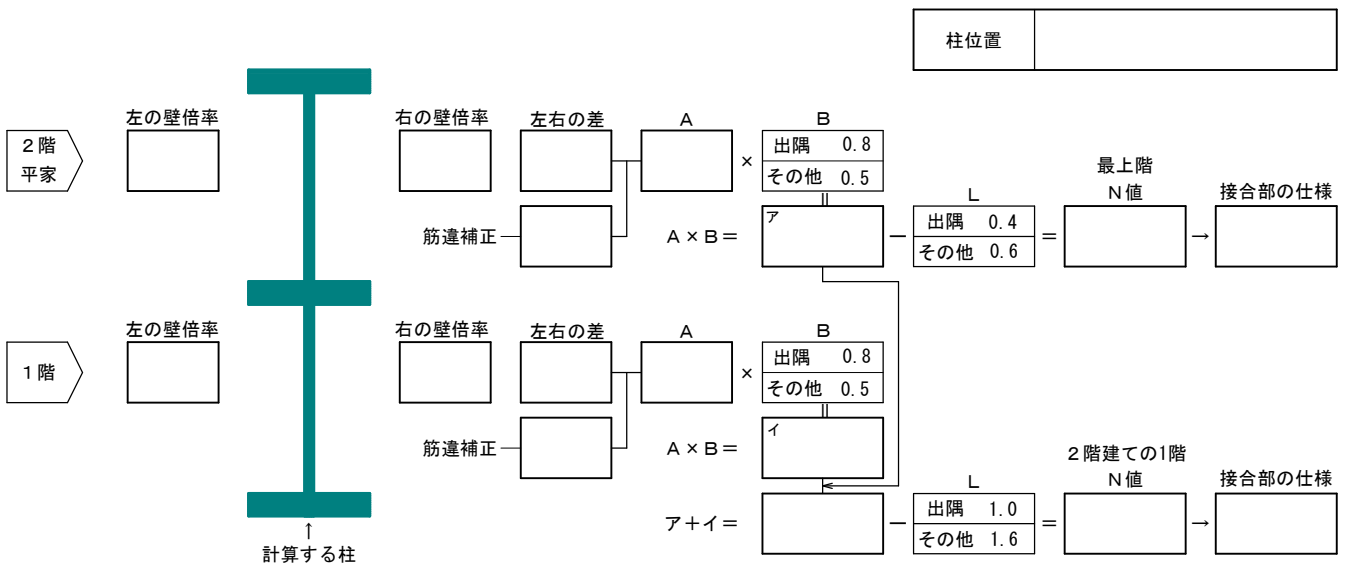 柱位置
左の壁倍率
右の壁倍率
左右の差
A
B
2階
平家
出隅 0.8
その他 0.5
×
最上階
N値
接合部の仕様
L
筋違補正
A×B＝
ア
－
出隅 0.4
その他 0.6
＝
→
左の壁倍率
右の壁倍率
左右の差
A
B
1階
出隅 0.8
その他 0.5
×
筋違補正
A×B＝
イ
2階建ての1階
N値
接合部の仕様
L
ア＋イ＝
－
出隅 1.0
その他 1.6
＝
→
↑
計算する柱